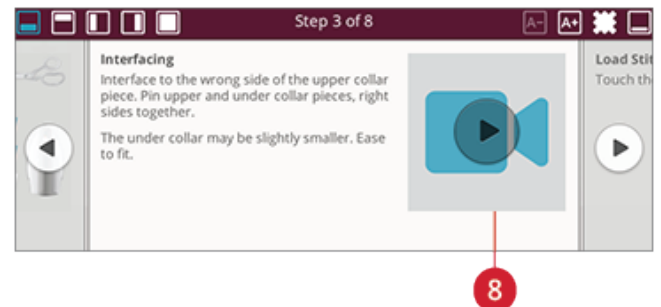 Step 3 of 8
A-
A+
Interfacing
Interface to the wrong side of the upper collar
piece. Pin upper and under collar pieces, right
sides together.
The under collar may be slightly smaller. Ease
to fit.
Load Stit
Touch th
8